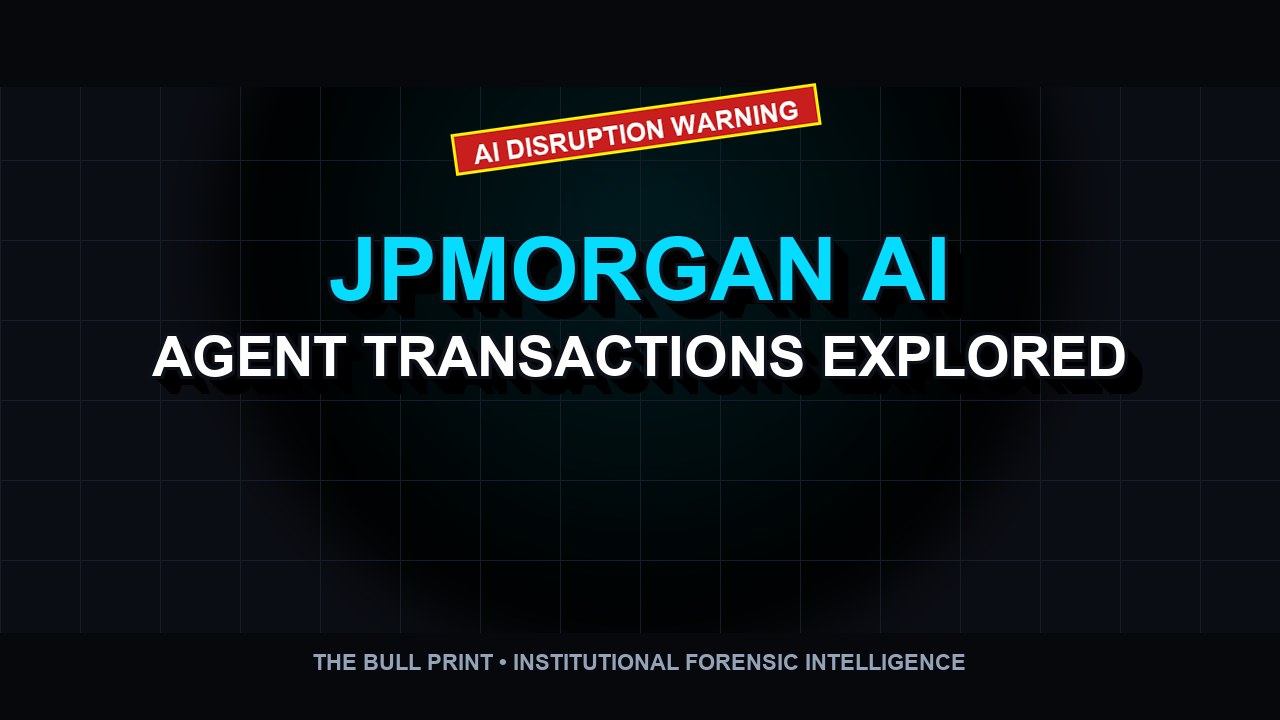 AI DISRUPTION WARNING
JPMORGAN AI
AGENT TRANSACTIONS EXPLORED
THE BULL PRINT • INSTITUTIONAL FORENSIC INTELLIGENCE